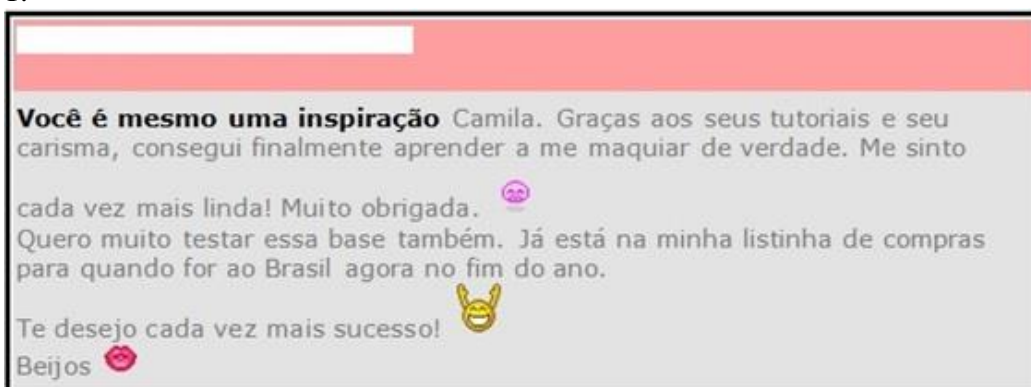 Você é mesmo uma inspiração Camila. Graças aos seus tutoriais e seu
carisma, consegui finalmente aprender a me maquiar de verdade. Me sinto
cada vez mais linda! Muito obrigada.
Quero muito testar essa base também. Já está na minha listinha de compras
para quando for ao Brasil agora no fim do ano.
Te desejo cada vez mais sucesso!
Beijos